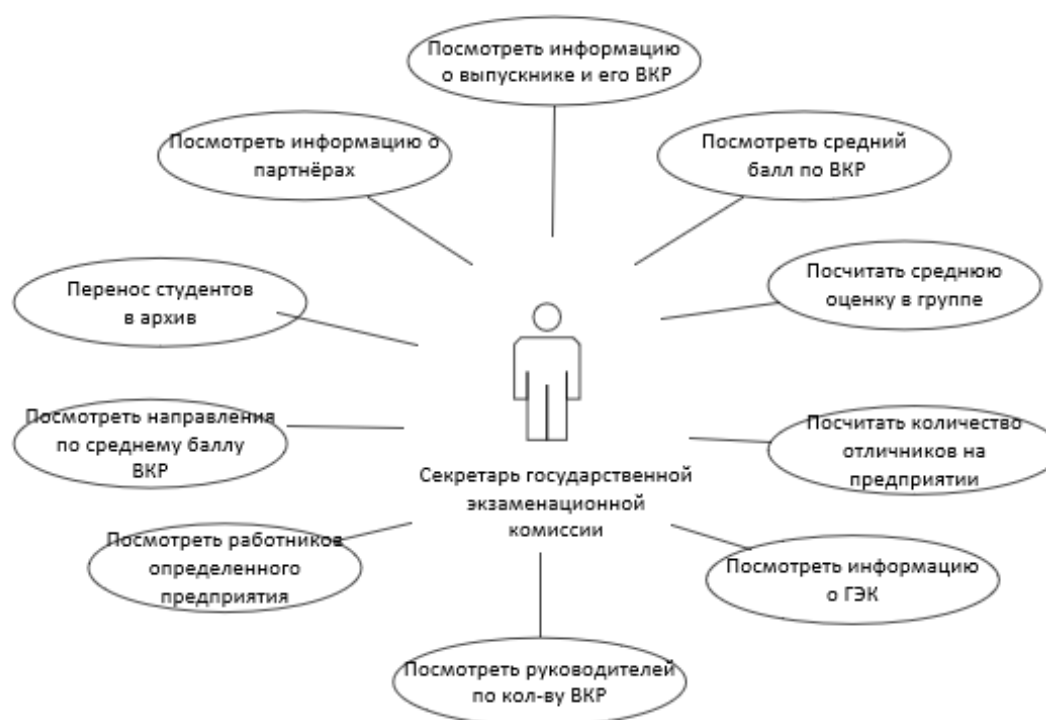 Посмотреть информацию
о выпускнике и его ВКР
Посмотреть информацию о
партнёрах
Посмотреть средний
балл по ВКР
Перенос студентов
в архив
Посчитать среднюю
оценку в группе
Посмотреть направления
по среднему баллу
ВКР
Посчитать количество
отличников на
предприятии
Секретарь государственной
экзаменационной
комиссии
Посмотреть работников
определенного
предприятия
Посмотреть информацию
о ГЭК
Посмотреть руководителей
по кол-ву ВКР